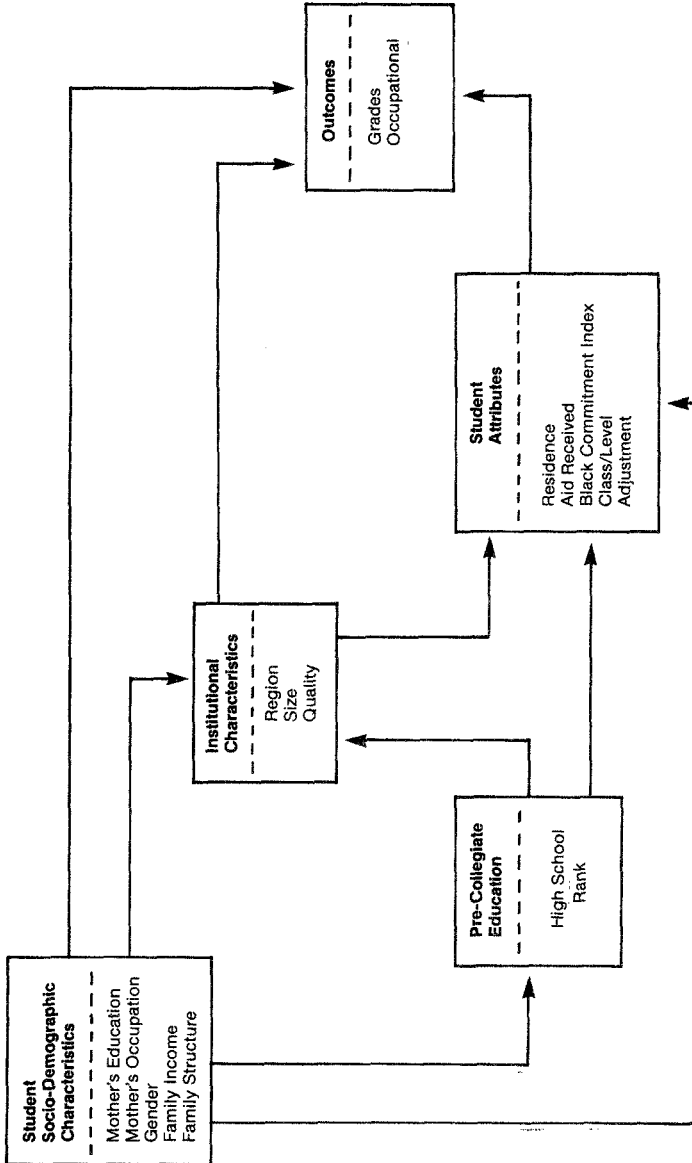 Student
Socio-Demographic
Characteristics
Mother's Education
Mother's Occupation
Gender
Family Income
Family Structure
Pre-Collegiate
Education
High School
Rank
Institutional
Characteristics
Region
Size
Quality
Student
Attributes
Residence
Aid Received
Black Commitment Index
Class/Level
Adjustment
Outcomes
Grades
Occupational